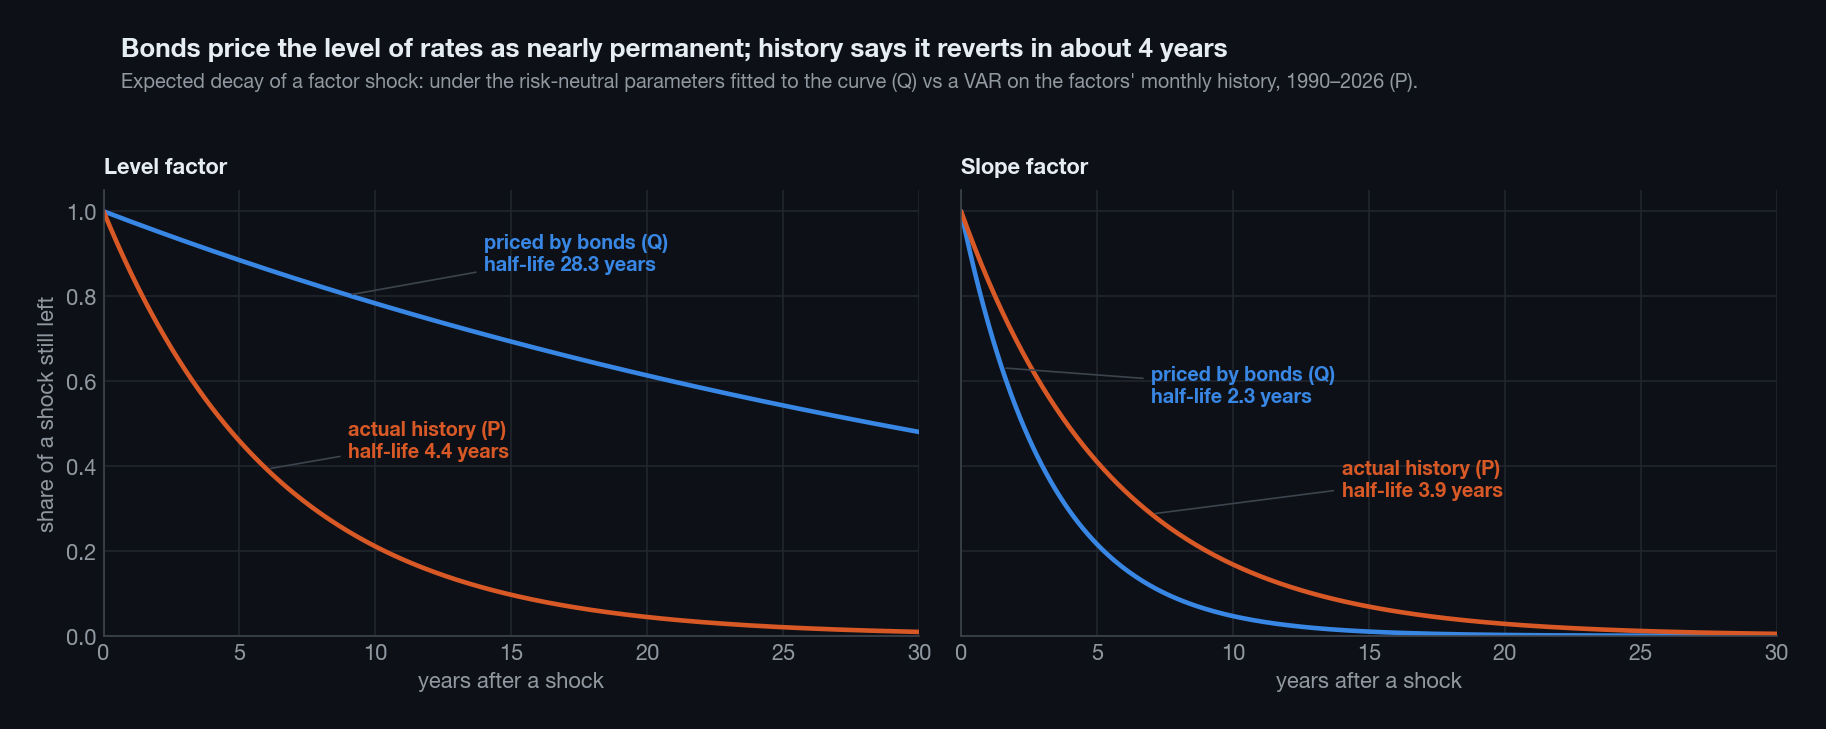 Bonds price the level of rates as nearly permanent; history says it reverts in about 4 years
Expected decay of a factor shock: under the risk-neutral parameters fitted to the curve (Q) vs a VAR on the factors' monthly history, 1990–2026 (P).
Level factor
share of a shock still left
1.0
0.8
0.6
0.4
0.2
0.0
priced by bonds (Q)
half-life 28.3 years
actual history (P)
half-life 4.4 years
0 5 10 15 20 25 30
years after a shock
Slope factor
priced by bonds (Q)
half-life 2.3 years
actual history (P)
half-life 3.9 years
0 5 10 15 20 25 30
years after a shock